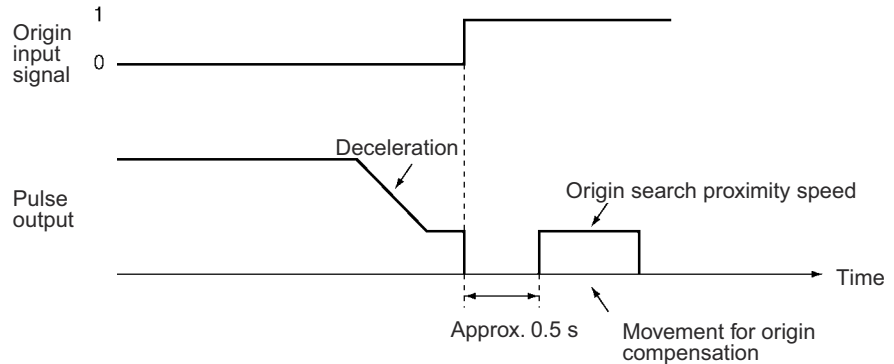 Origin
input
signal
1
0
Deceleration
Pulse
output
Origin search proximity speed
Time
Approx. 0.5 s
Movement for origin
compensation